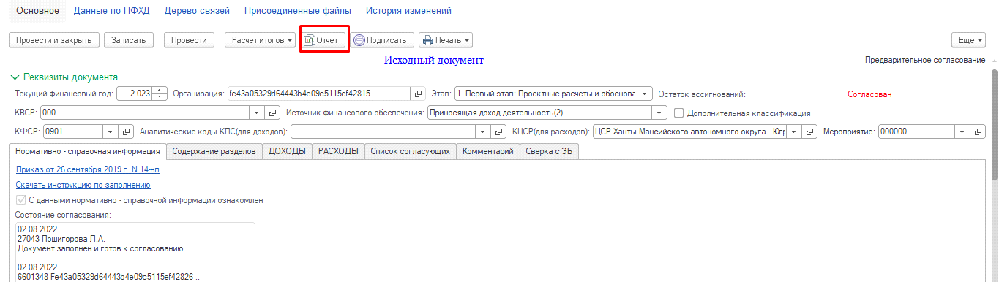 Основное Данные по ПФХД Дерево связей Присоединенные файлы История изменений
Провести и закрыть Записать Провести Расчет итогов Отчет Подписать Печать Еще
Исходный документ Предварительное согласование
Реквизиты документа
Текущий финансовый год: 2 023 Организация: fe43a05329d64443b4e09c5115ef42815 Этап: 1. Первый этап: Проектные расчеты и обоснова Остаток ассигнований: Согласован
КВСР: 000 Источник финансового обеспечения: Приносящая доход деятельность(2) Дополнительная классификация
КФСР: 0901 Аналитические коды КПС(для доходов): КЦСР(для расходов): ЦСР Ханты-Мансийского автономного округа - Югр Мероприятие: 000000
Нормативно - справочная информация Содержание разделов ДОХОДЫ РАСХОДЫ Список согласующих Комментарий Сверка с ЭБ
Приказ от 26 сентября 2019 г. N 14-нп
Скачать инструкцию по заполнению
С данными нормативно - справочной информации ознакомлен
Состояние согласования:
02.08.2022
27043 Пошигорова Л.А.
Документ заполнен и готов к согласованию
02.08.2022
6601348 Fe43a05329d64443b4e09c5115ef42826 ..